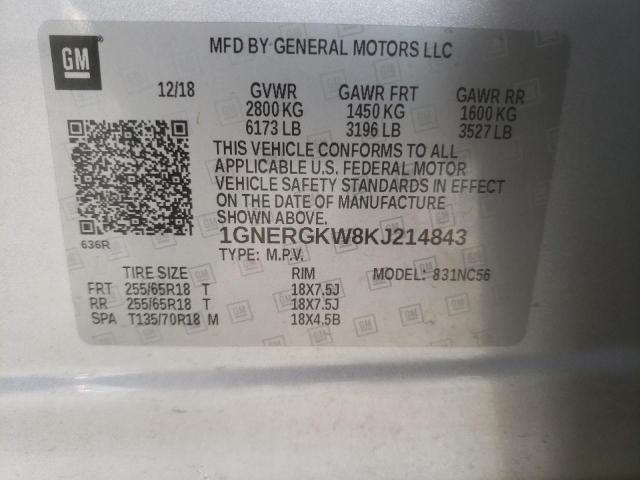 GM
MFD BY GENERAL MOTORS LLC
12/18 GVWR GAWR FRT GAWR RR
2800 KG 1450 KG 1600 KG
6173 LB 3196 LB 3527 LB
THIS VEHICLE CONFORMS TO ALL
APPLICABLE U.S. FEDERAL MOTOR
VEHICLE SAFETY STANDARDS IN EFFECT
ON THE DATE OF MANUFACTURE
SHOWN ABOVE.
636R
1GNERGKW8KJ214843
TYPE: M.P.V.
TIRE SIZE RIM MODEL: 831NC56
FRT 255/65R18 T 18X7.5J
RR 255/65R18 T 18X7.5J
SPA T135/70R18 M 18X4.5B